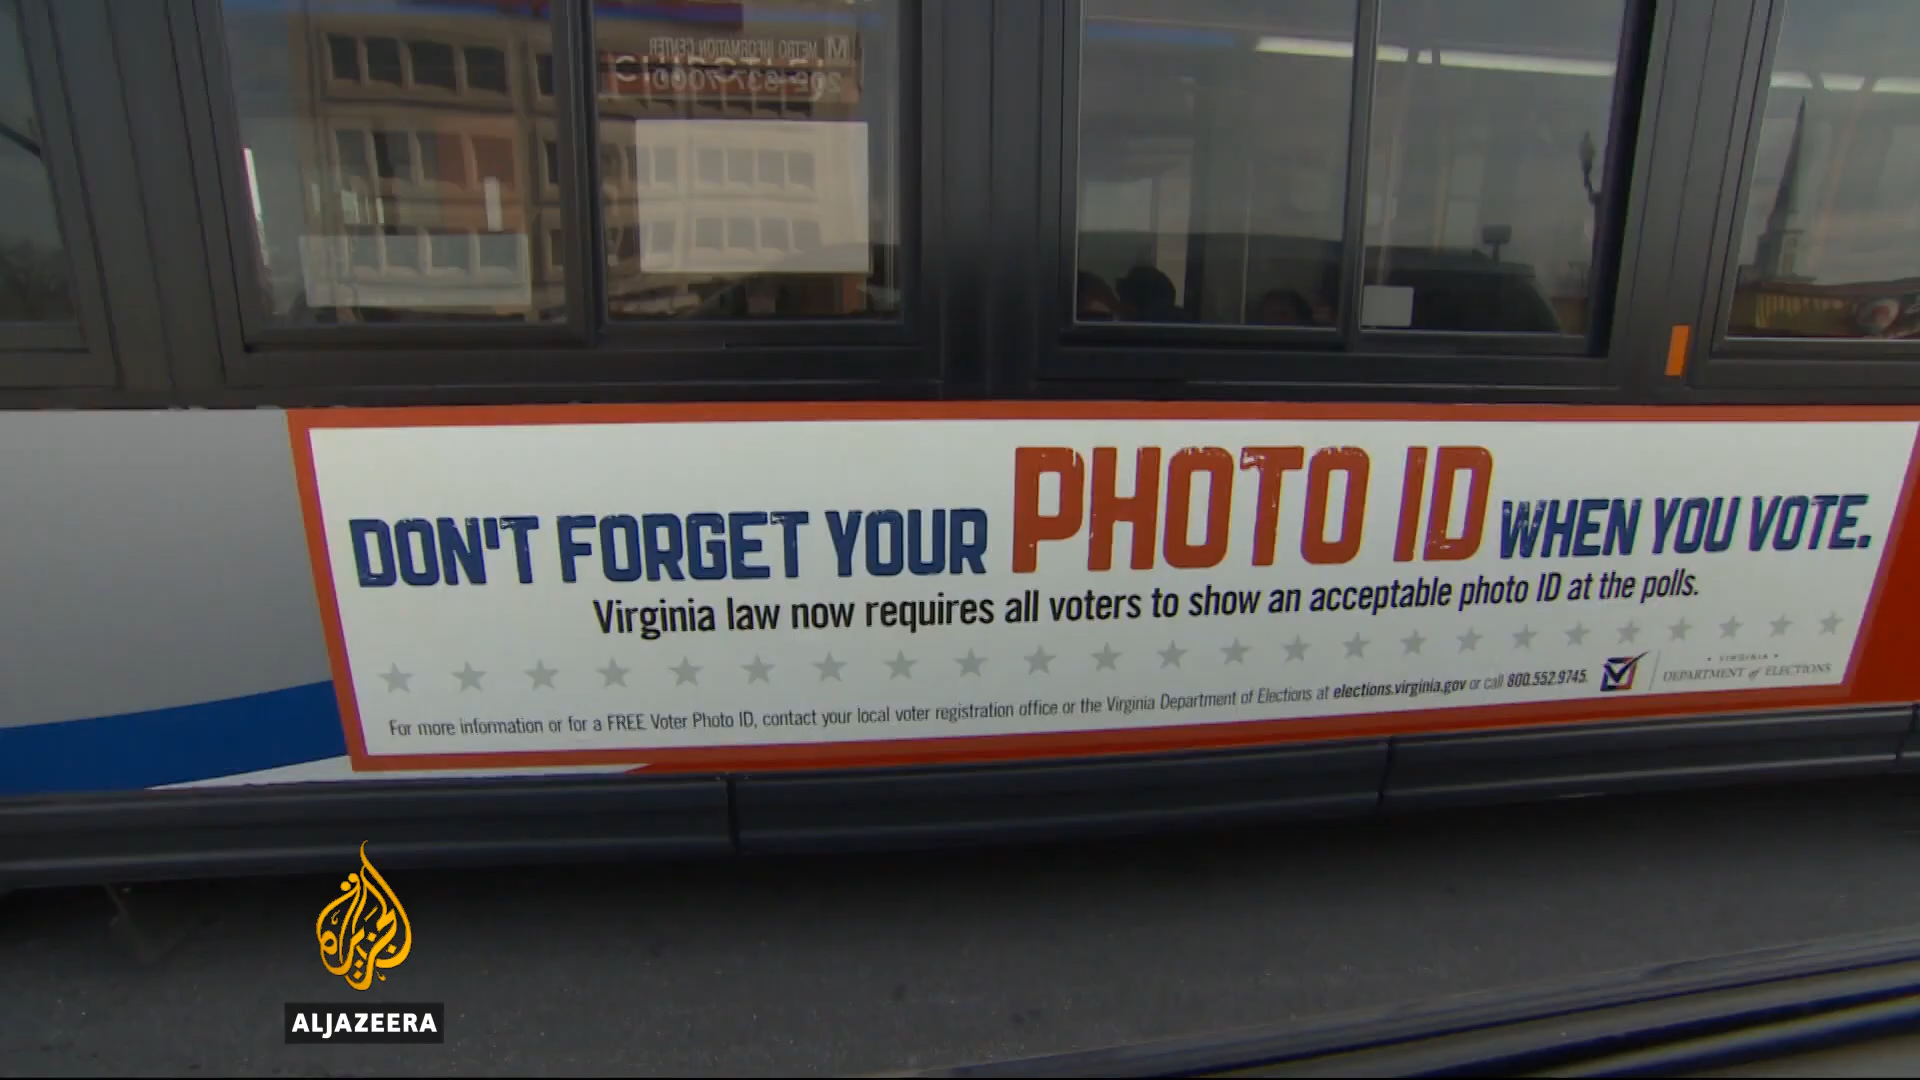 METRO INFORMATION CENTER
DON'T FORGET YOUR PHOTO ID WHEN YOU VOTE.
Virginia law now requires all voters to show an acceptable photo ID at the polls.
For more information or for a FREE Voter Photo ID, contact your local voter registration office or the Virginia Department of Elections at elections.virginia.gov or call 800.552.9745.
VIRGINIA
DEPARTMENT of ELECTIONS
ALJAZEERA